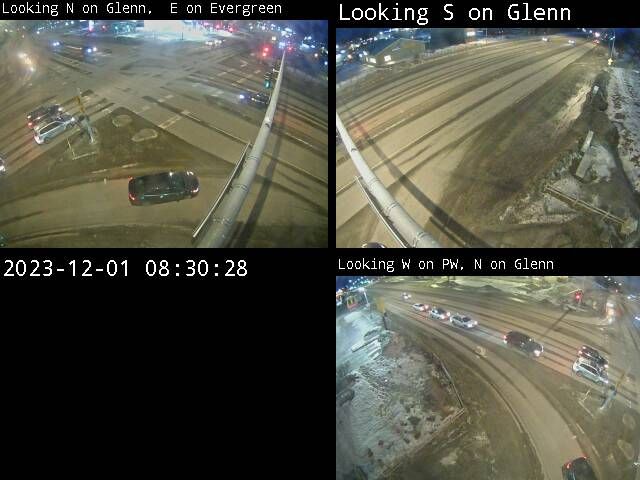 Looking N on Glenn,  E on Evergreen
Looking S on Glenn
2023-12-01 08:30:28
Looking W on PW, N on Glenn